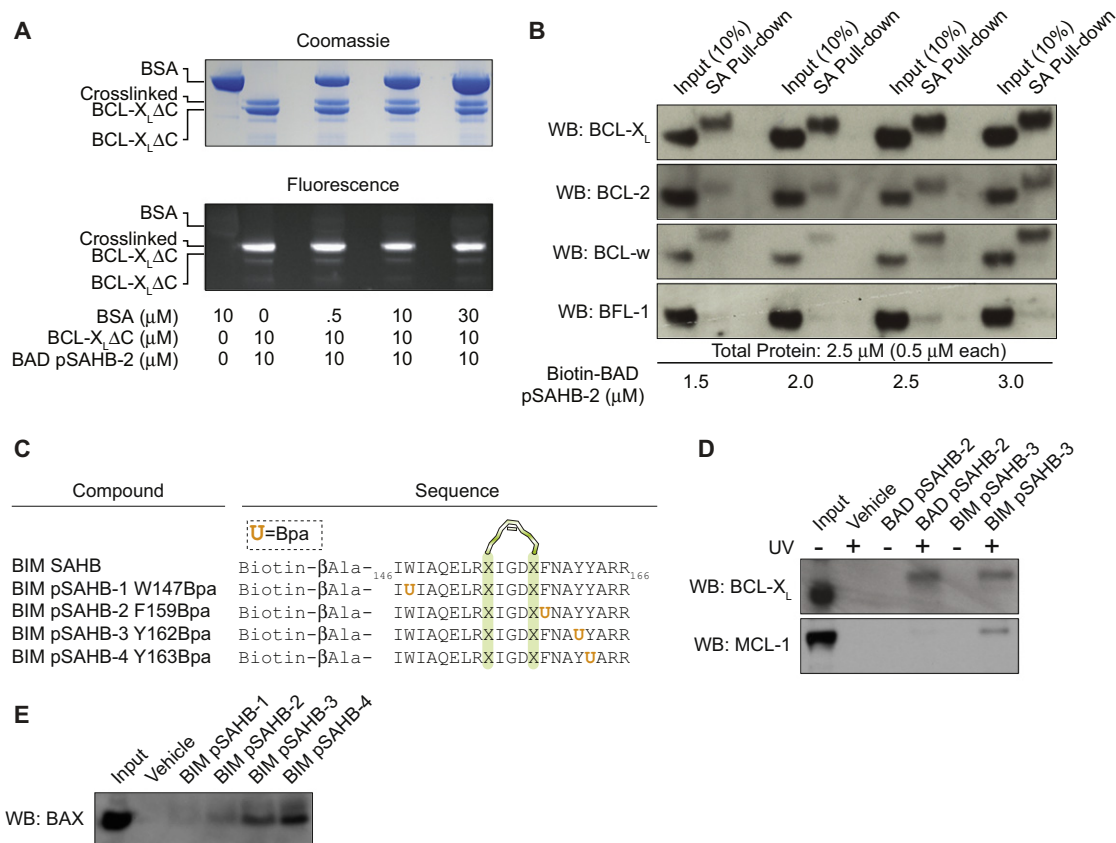 A
Coomassie
BSA
Crosslinked
BCL-XLΔC
BCL-XLΔC
Fluorescence
BSA
Crosslinked
BCL-XLΔC
BCL-XLΔC
BSA (μM) 10 0 .5 10 30
BCL-XLΔC (μM) 0 10 10 10 10
BAD pSAHB-2 (μM) 0 10 10 10 10
B
Input (10%) SA Pull-down Input (10%) SA Pull-down Input (10%) SA Pull-down Input (10%) SA Pull-down
WB: BCL-XL
WB: BCL-2
WB: BCL-w
WB: BFL-1
Total Protein: 2.5 μM (0.5 μM each)
Biotin-BAD
pSAHB-2 (μM) 1.5 2.0 2.5 3.0
C
Compound Sequence
U=Bpa
BIM SAHB Biotin-βAla- 146 IWIAQELRXIGDXFNAYYARR 166
BIM pSAHB-1 W147Bpa Biotin-βAla- IUIAQELRXIGDXFNAYYARR
BIM pSAHB-2 F159Bpa Biotin-βAla- IWIAQELRXIGDXUNAYYARR
BIM pSAHB-3 Y162Bpa Biotin-βAla- IWIAQELRXIGDXFNAUYARR
BIM pSAHB-4 Y163Bpa Biotin-βAla- IWIAQELRXIGDXFNAYUARR
D
Input Vehicle BAD pSAHB-2 BAD pSAHB-2 BIM pSAHB-3 BIM pSAHB-3
UV - + - + - +
WB: BCL-XL
WB: MCL-1
E
Input Vehicle BIM pSAHB-1 BIM pSAHB-2 BIM pSAHB-3 BIM pSAHB-4
WB: BAX